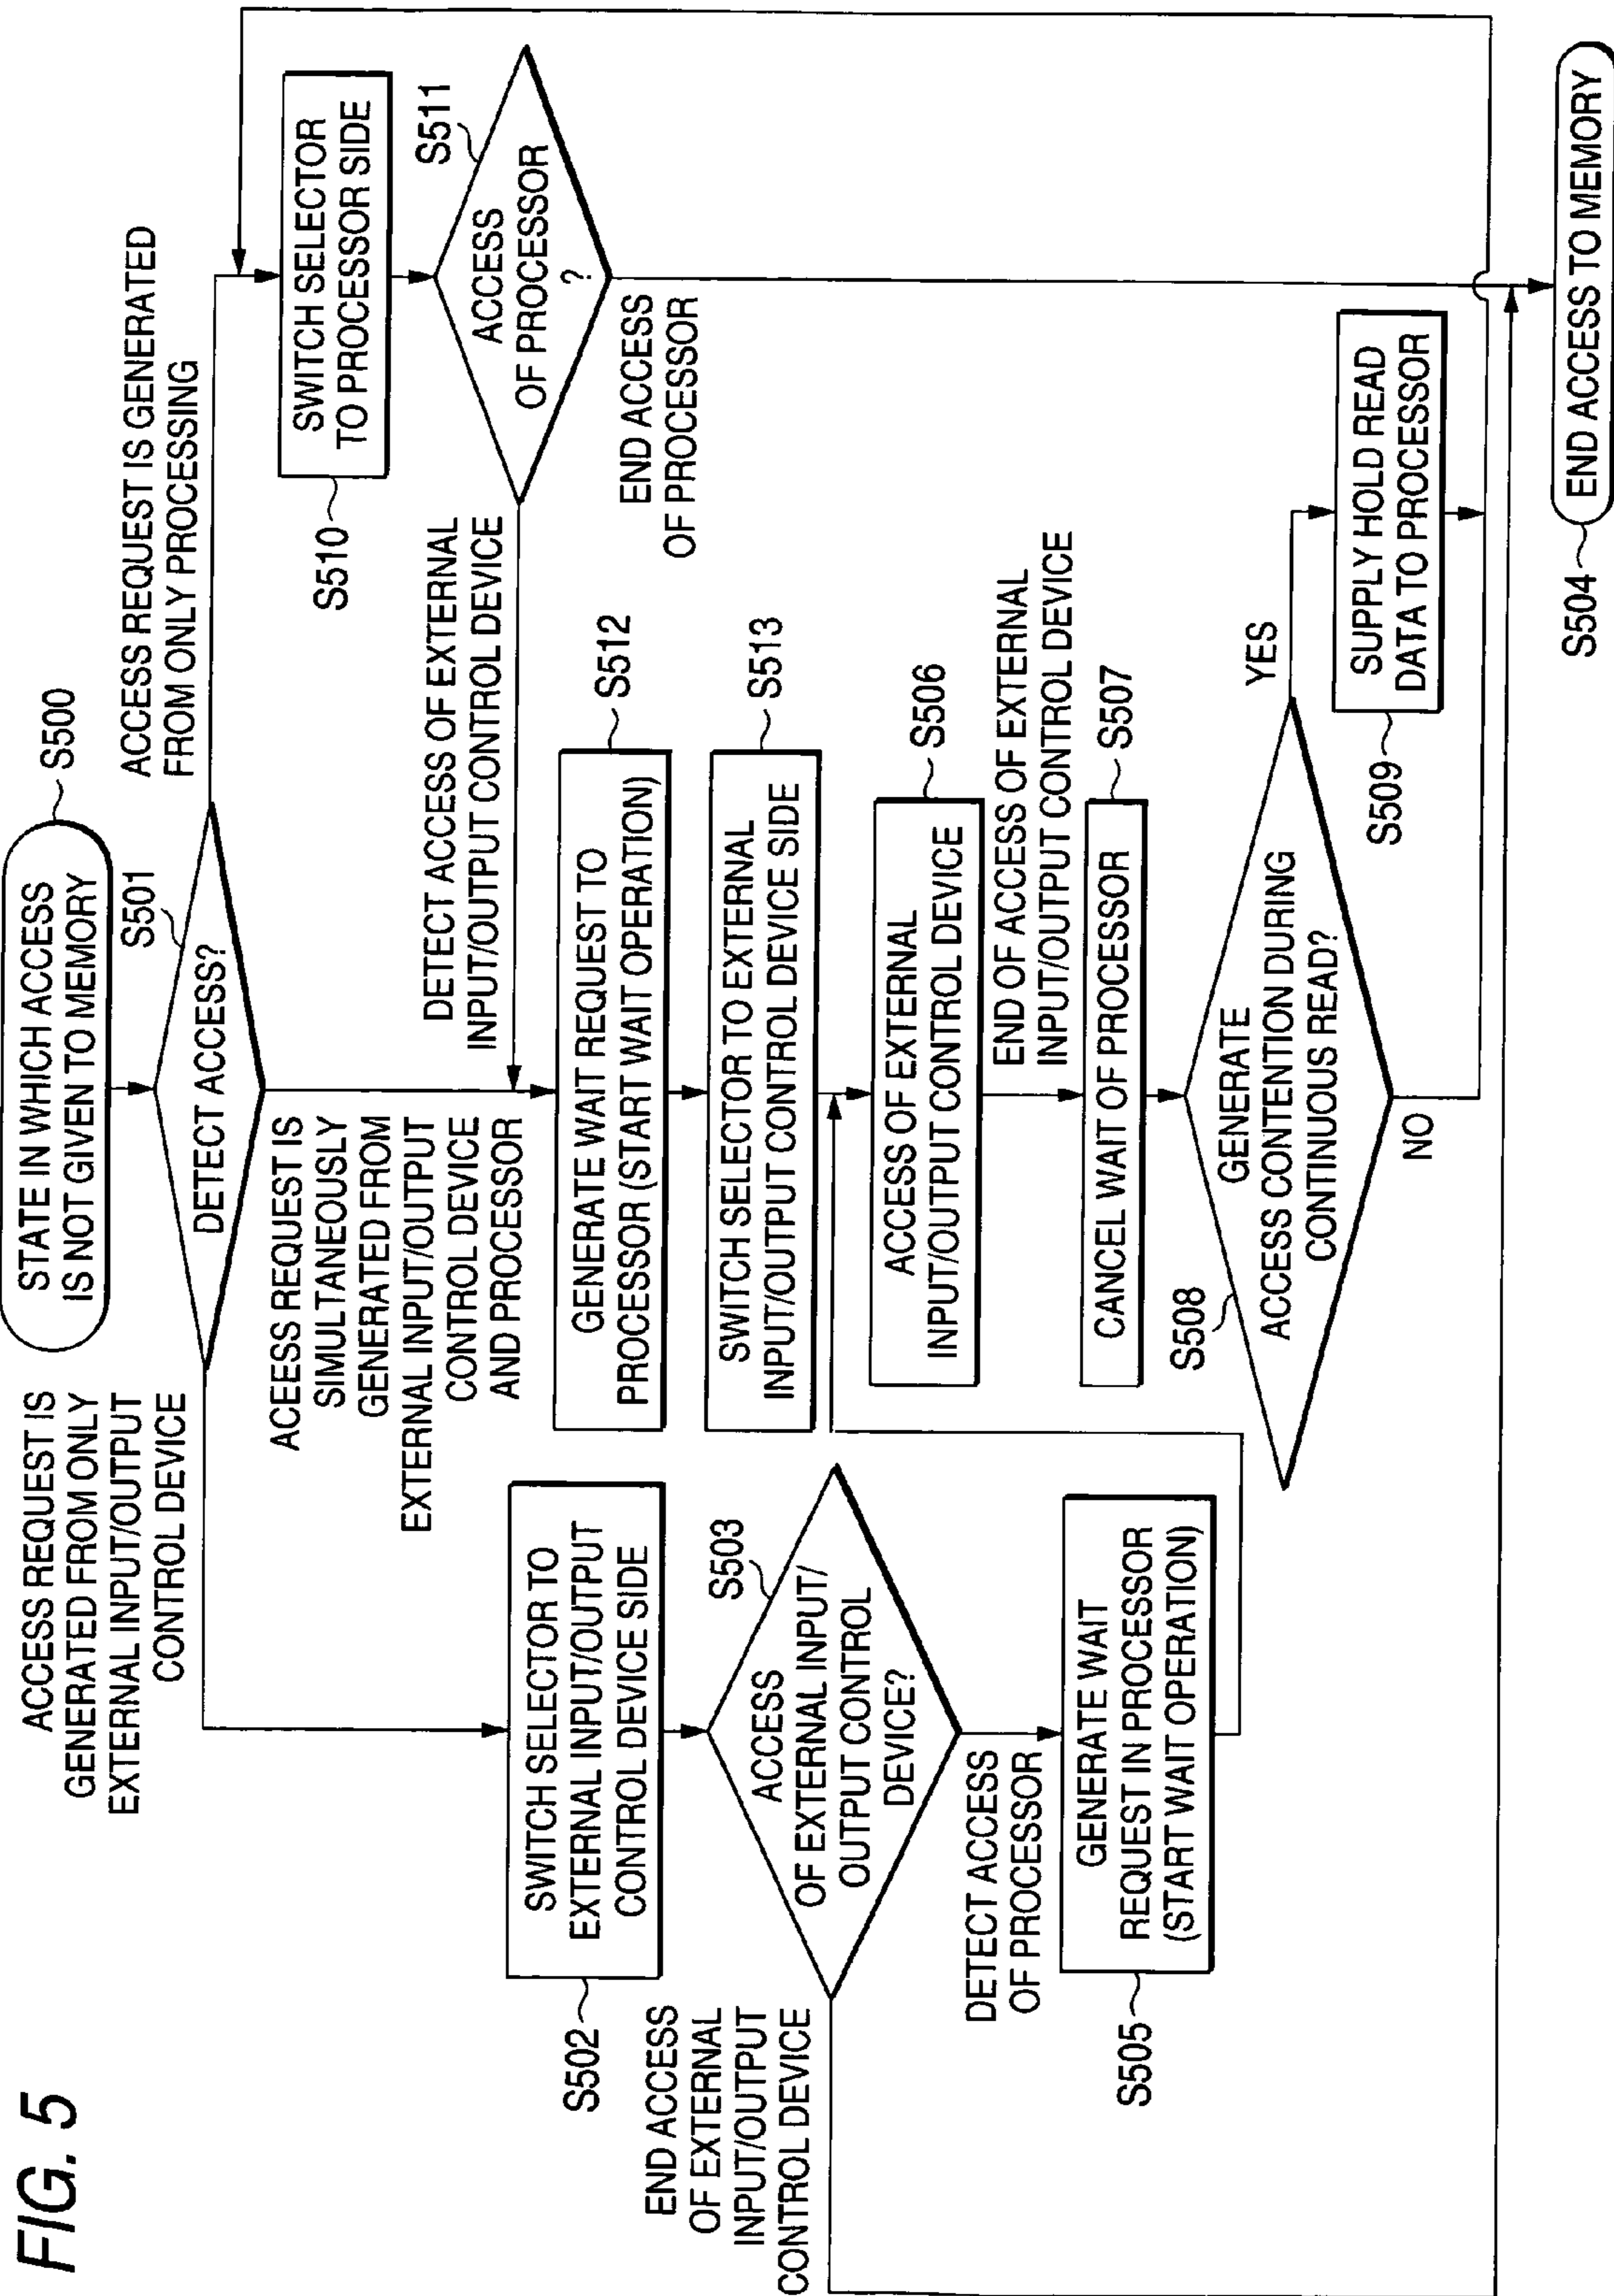 FIG. 5
STATE IN WHICH ACCESS
IS NOT GIVEN TO MEMORY
S500
S501
DETECT ACCESS?
ACCESS REQUEST IS
GENERATED FROM ONLY
EXTERNAL INPUT/OUTPUT
CONTROL DEVICE
ACEESS REQUEST IS
SIMULTANEOUSLY
GENERATED FROM
EXTERNAL INPUT/OUTPUT
CONTROL DEVICE
AND PROCESSOR
ACCESS REQUEST IS GENERATED
FROM ONLY PROCESSING
SWITCH SELECTOR TO
EXTERNAL INPUT/OUTPUT
CONTROL DEVICE SIDE
S502
S503
ACCESS
OF EXTERNAL INPUT/
OUTPUT CONTROL
DEVICE?
END ACCESS
OF EXTERNAL
INPUT/OUTPUT
CONTROL DEVICE
DETECT ACCESS
OF PROCESSOR
GENERATE WAIT
REQUEST IN PROCESSOR
(START WAIT OPERATION)
S505
SWITCH SELECTOR
TO PROCESSOR SIDE
S510
S511
ACCESS
OF PROCESSOR
?
DETECT ACCESS OF EXTERNAL
INPUT/OUTPUT CONTROL DEVICE
END ACCESS
OF PROCESSOR
GENERATE WAIT REQUEST TO
PROCESSOR (START WAIT OPERATION)
S512
SWITCH SELECTOR TO EXTERNAL
INPUT/OUTPUT CONTROL DEVICE SIDE
S513
ACCESS OF EXTERNAL
INPUT/OUTPUT CONTROL DEVICE
S506
END OF ACCESS OF EXTERNAL
INPUT/OUTPUT CONTROL DEVICE
CANCEL WAIT OF PROCESSOR
S507
S508
GENERATE
ACCESS CONTENTION DURING
CONTINUOUS READ?
YES
NO
SUPPLY HOLD READ
DATA TO PROCESSOR
S509
S504
END ACCESS TO MEMORY